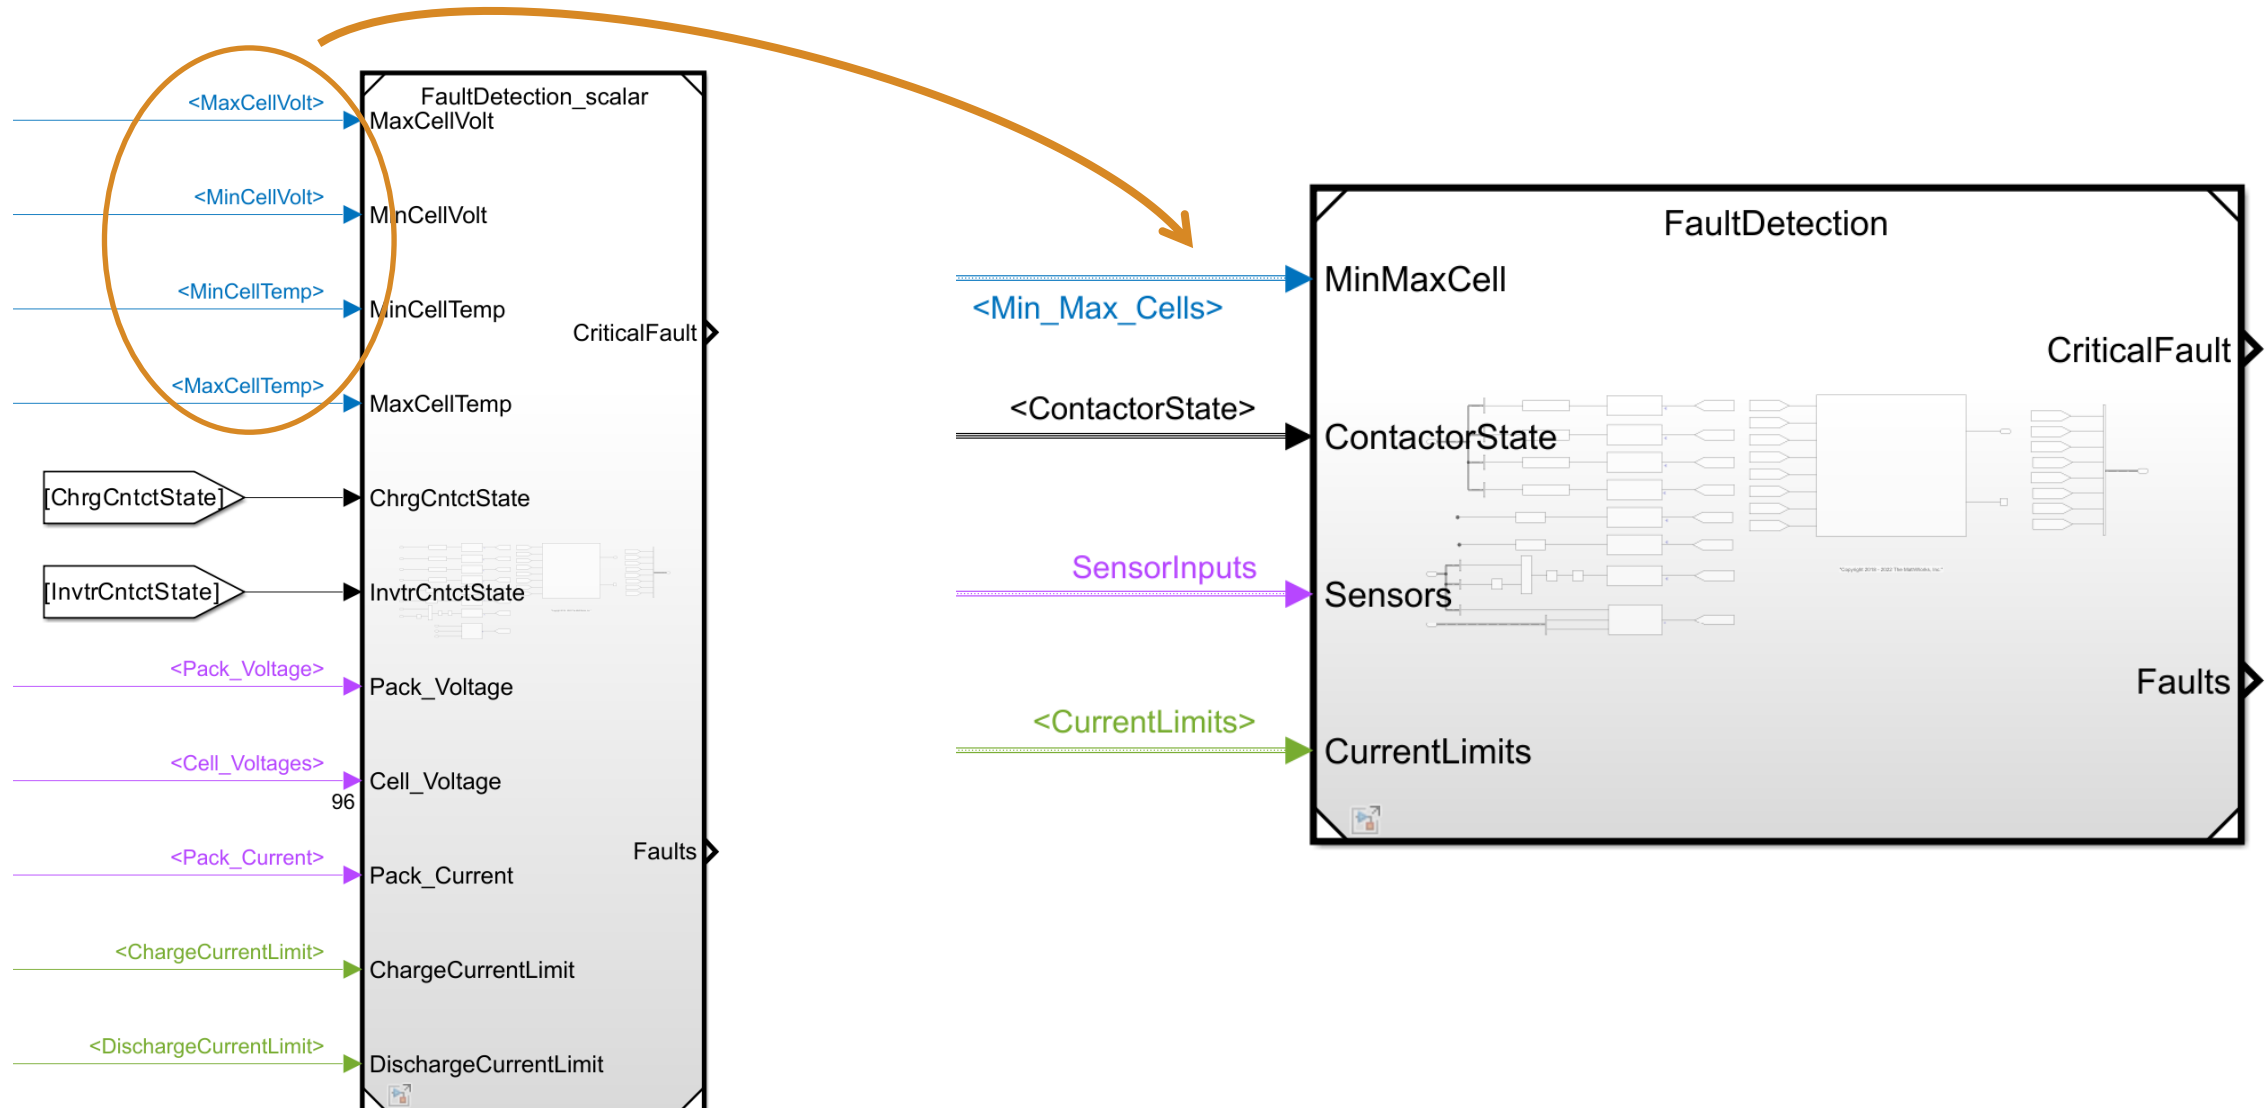 FaultDetection_scalar
<MaxCellVolt>
MaxCellVolt
<MinCellVolt>
MinCellVolt
<MinCellTemp>
MinCellTemp
<MaxCellTemp>
MaxCellTemp
[ChrgCntctState]
ChrgCntctState
[InvtrCntctState]
InvtrCntctState
<Pack_Voltage>
Pack_Voltage
<Cell_Voltages>
Cell_Voltage
96
<Pack_Current>
Pack_Current
<ChargeCurrentLimit>
ChargeCurrentLimit
<DischargeCurrentLimit>
DischargeCurrentLimit
CriticalFault
Faults
FaultDetection
MinMaxCell
<Min_Max_Cells>
<ContactorState>
ContactorState
SensorInputs
Sensors
<CurrentLimits>
CurrentLimits
CriticalFault
Faults